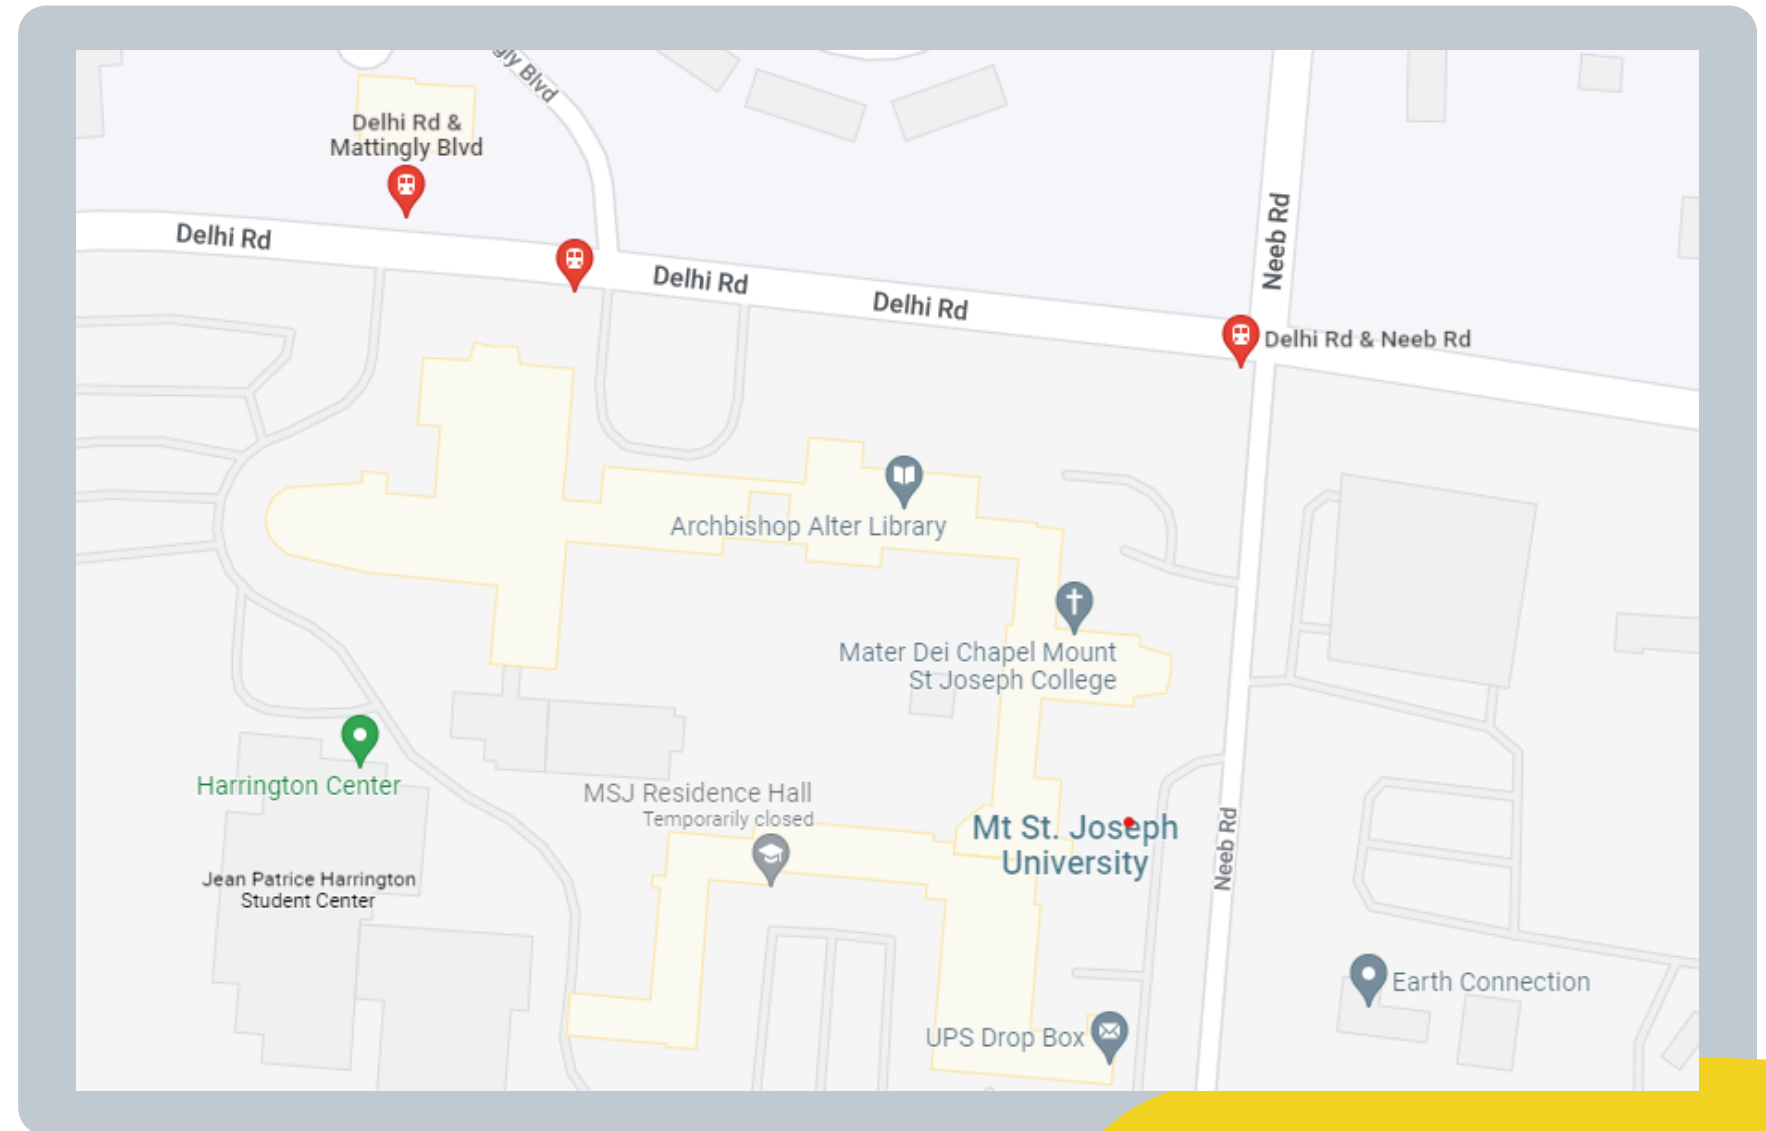 gly Blvd
Delhi Rd &
Mattingly Blvd
Neeb Rd
Delhi Rd
Delhi Rd
Delhi Rd
Delhi Rd & Neeb Rd
Archbishop Alter Library
Mater Dei Chapel Mount
St Joseph College
Harrington Center
MSJ Residence Hall
Temporarily closed
Mt St. Joseph
University
Neeb Rd
Jean Patrice Harrington
Student Center
Earth Connection
UPS Drop Box